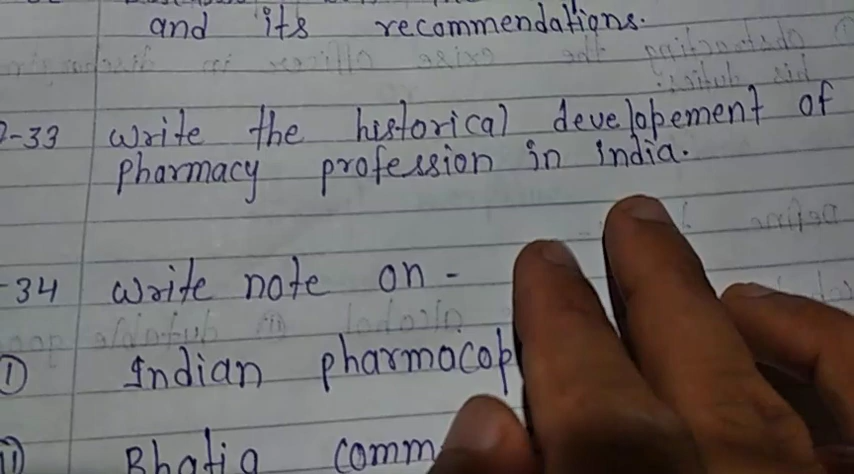 and its recommendations.
-33 Write the historical developement of
pharmacy profession in india.
-34 Write note on -
① Indian pharmacop
Bhatia comm